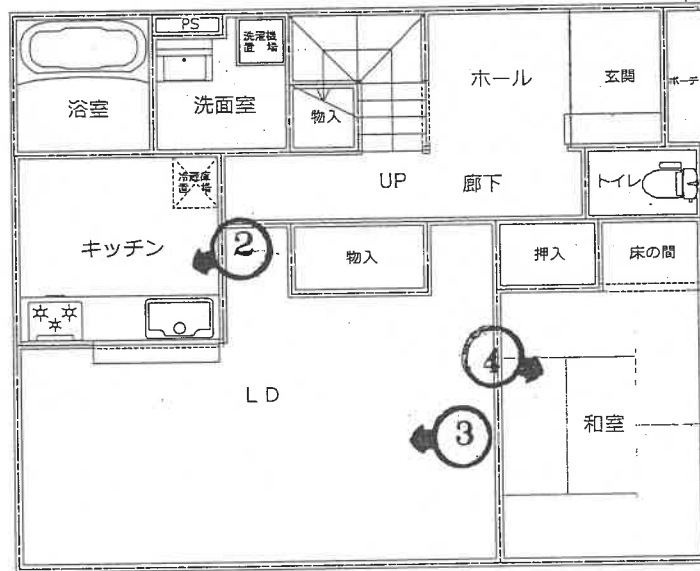 PS
洗濯機
置場
浴室
洗面室
物入
ホール
玄関
ポーチ
UP
廊下
トイレ
冷蔵庫
置場
キッチン
2
物入
押入
床の間
4
LD
3
和室